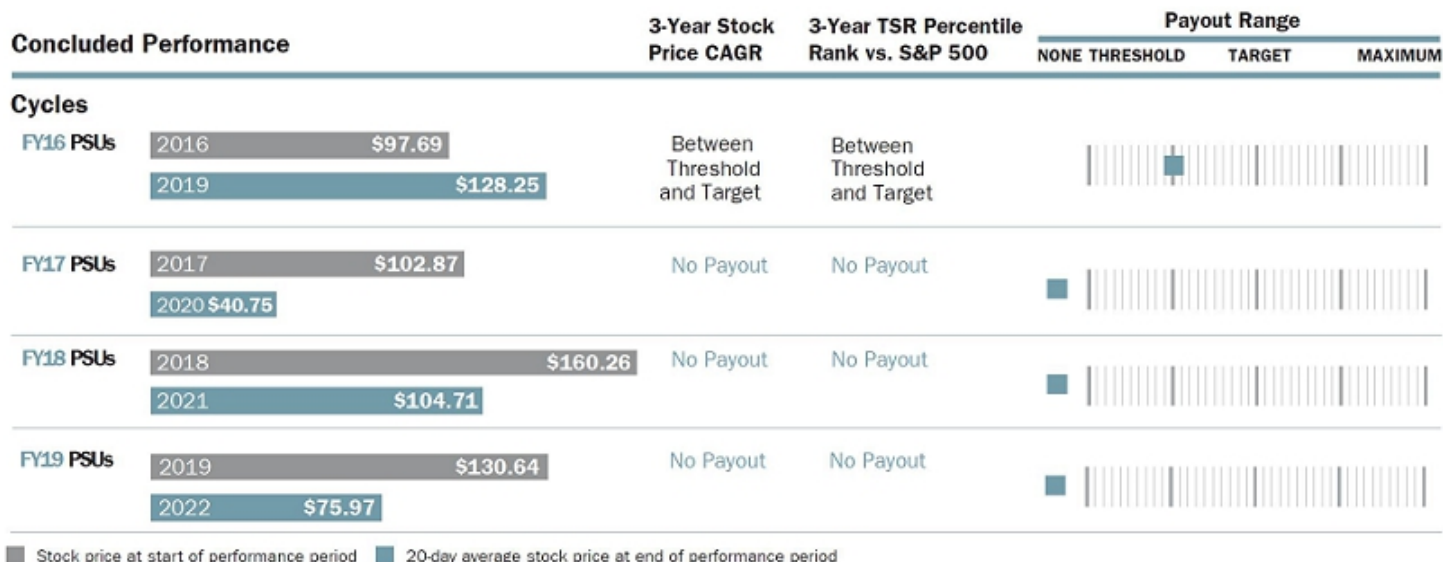 Payout Range
3-Year Stock
Price CAGR
3-Year TSR Percentile
Rank vs. S&P 500
Concluded Performance
NONE THRESHOLD TARGET MAXIMUM
Cycles
FY16 PSUs
2016 $97.69
2019 $128.25
Between
Threshold
and Target
Between
Threshold
and Target
FY17 PSUs
2017 $102.87
2020 $40.75
No Payout
No Payout
FY18 PSUs
2018 $160.26
2021 $104.71
No Payout
No Payout
FY19 PSUs
2019 $130.64
2022 $75.97
No Payout
No Payout
Stock price at start of performance period
20-day average stock price at end of performance period